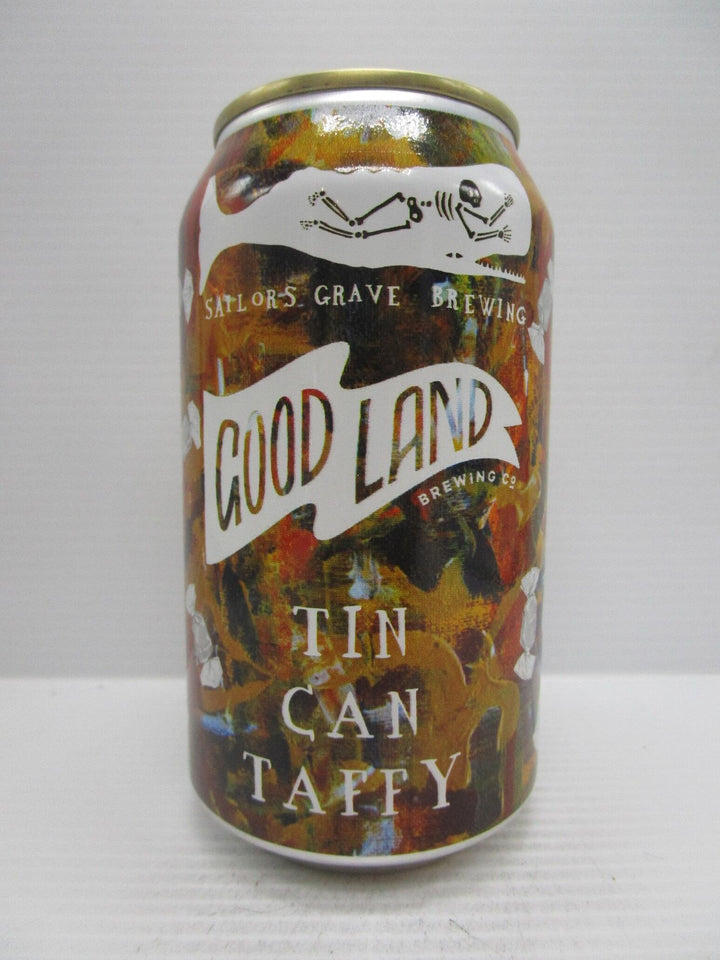 SAILORS GRAVE BREWING
GOOD LAND
BREWING CO
TIN
CAN
TAFFY